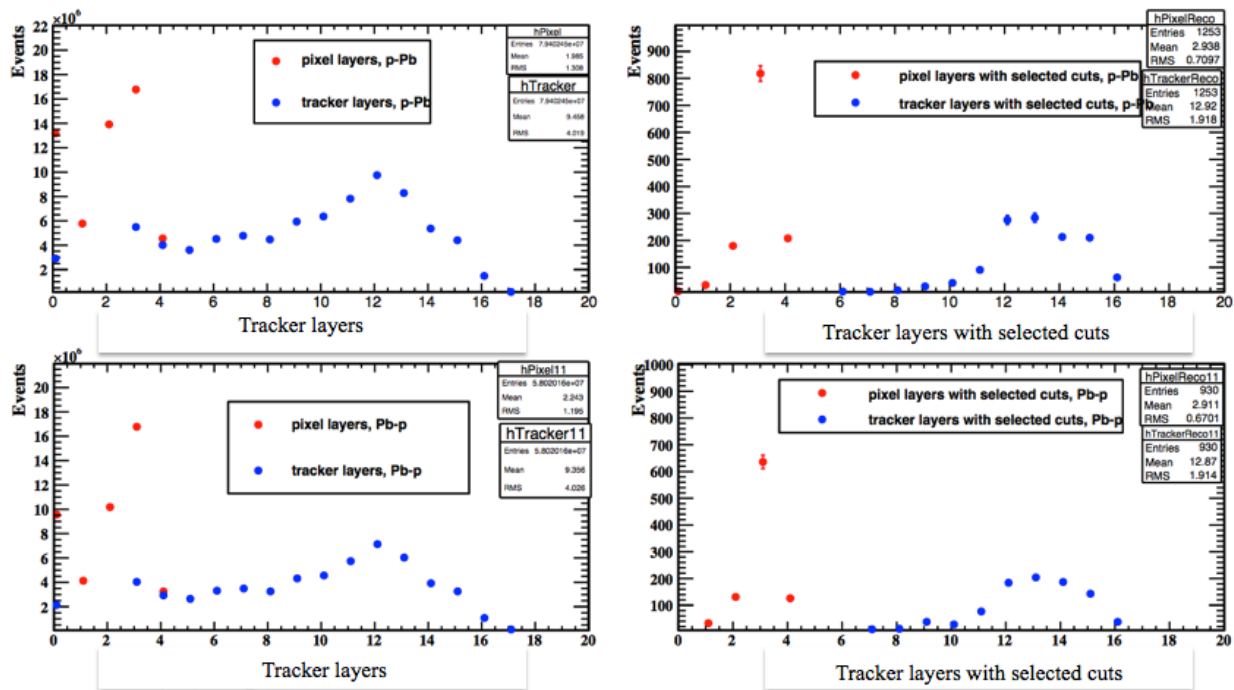 ×10⁶
Events
22
20
18
16
14
12
10
8
6
4
2
0 2 4 6 8 10 12 14 16 18 20
pixel layers, p-Pb
tracker layers, p-Pb
hPixel
Entries 7.940245e+07
Mean 1.985
RMS 1.308
hTracker
Entries 7.940245e+07
Mean 9.458
RMS 4.019
Tracker layers
Events
900
800
700
600
500
400
300
200
100
0 2 4 6 8 10 12 14 16 18 20
pixel layers with selected cuts, p-Pb
tracker layers with selected cuts, p-Pb
hPixelReco
Entries 1253
Mean 2.938
RMS 0.7097
hTrackerReco
Entries 1253
Mean 12.92
RMS 1.918
Tracker layers with selected cuts
×10⁶
Events
20
18
16
14
12
10
8
6
4
2
0 2 4 6 8 10 12 14 16 18 20
pixel layers, Pb-p
tracker layers, Pb-p
hPixel11
Entries 5.802016e+07
Mean 2.243
RMS 1.195
hTracker11
Entries 5.802016e+07
Mean 9.356
RMS 4.026
Tracker layers
Events
1000
900
800
700
600
500
400
300
200
100
0 2 4 6 8 10 12 14 16 18 20
pixel layers with selected cuts, Pb-p
tracker layers with selected cuts, Pb-p
hPixelReco11
Entries 930
Mean 2.911
RMS 0.6701
hTrackerReco11
Entries 930
Mean 12.87
RMS 1.914
Tracker layers with selected cuts